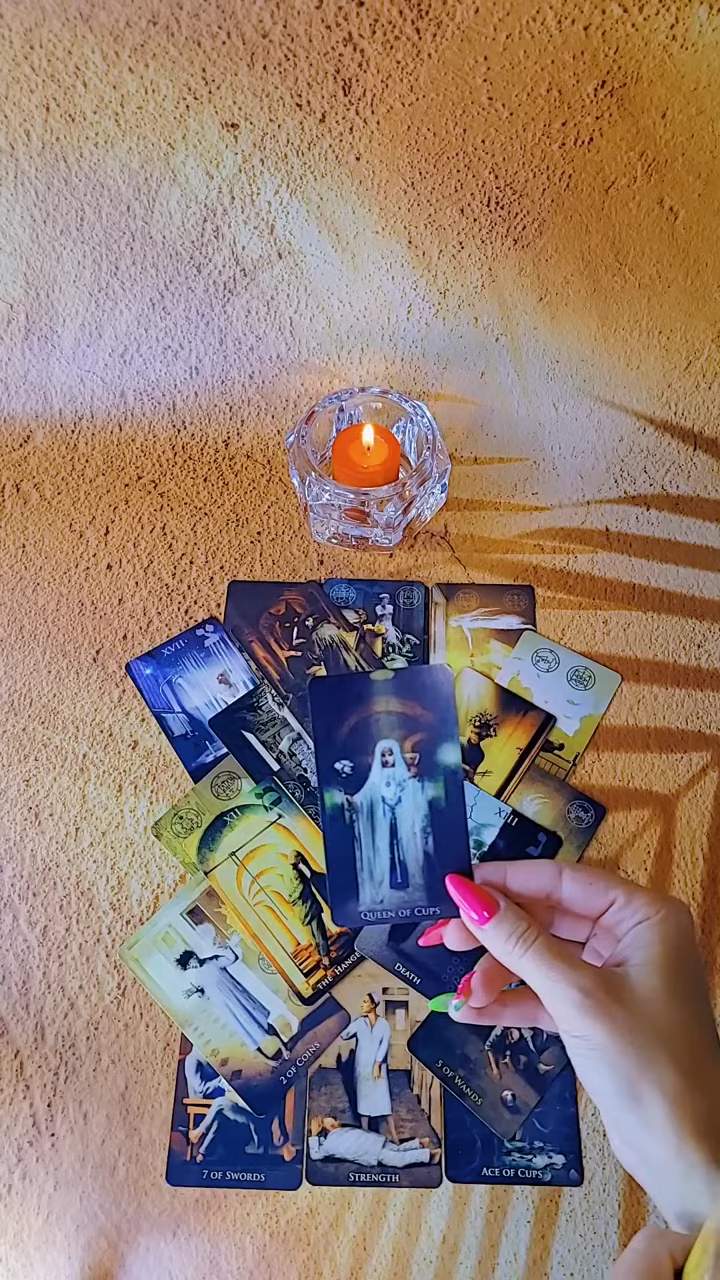 XVII
XII
XIII
QUEEN OF CUPS
THE HANGE
DEATH
2 OF COINS
5 OF WANDS
7 OF SWORDS
STRENGTH
ACE OF CUPS